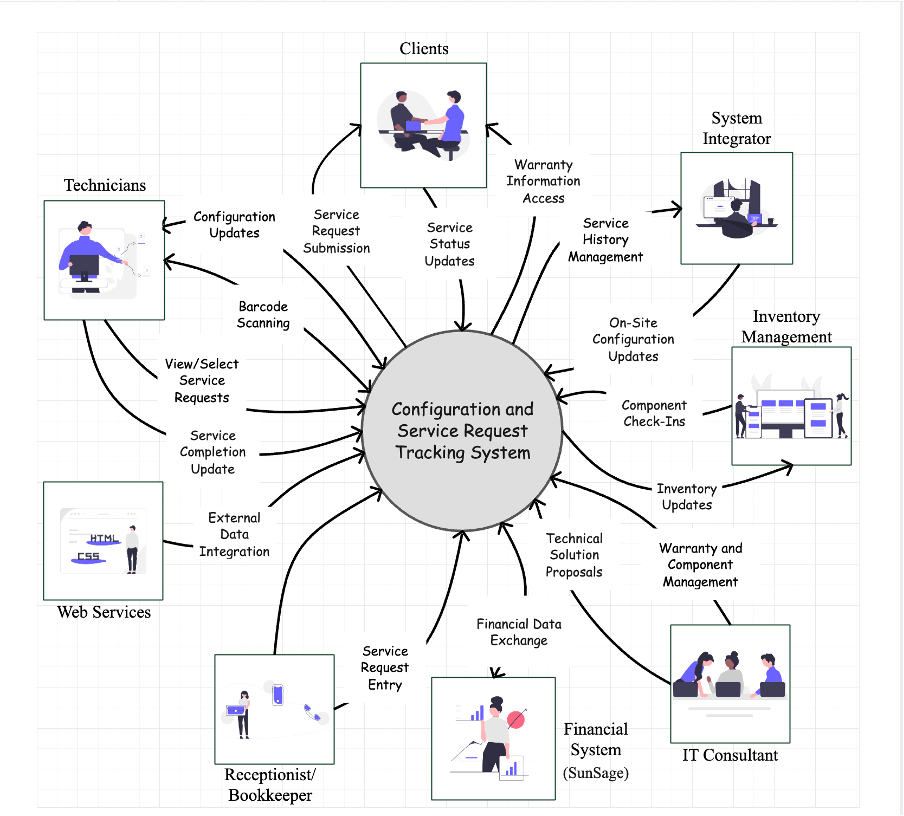 Clients
System
Integrator
Technicians
Warranty
Information
Access
Configuration
Updates
Service
Request
Submission
Service
Status
Updates
Service
History
Management
Barcode
Scanning
On-Site
Configuration
Updates
Inventory
Management
View/Select
Service
Requests
Configuration and
Service Request
Tracking System
Component
Check-Ins
Service
Completion
Update
Inventory
Updates
External
Data
Integration
HTML
CSS
Web Services
Technical
Solution
Proposals
Warranty and
Component
Management
Service
Request
Entry
Financial Data
Exchange
Receptionist/
Bookkeeper
Financial
System
(SunSage)
IT Consultant